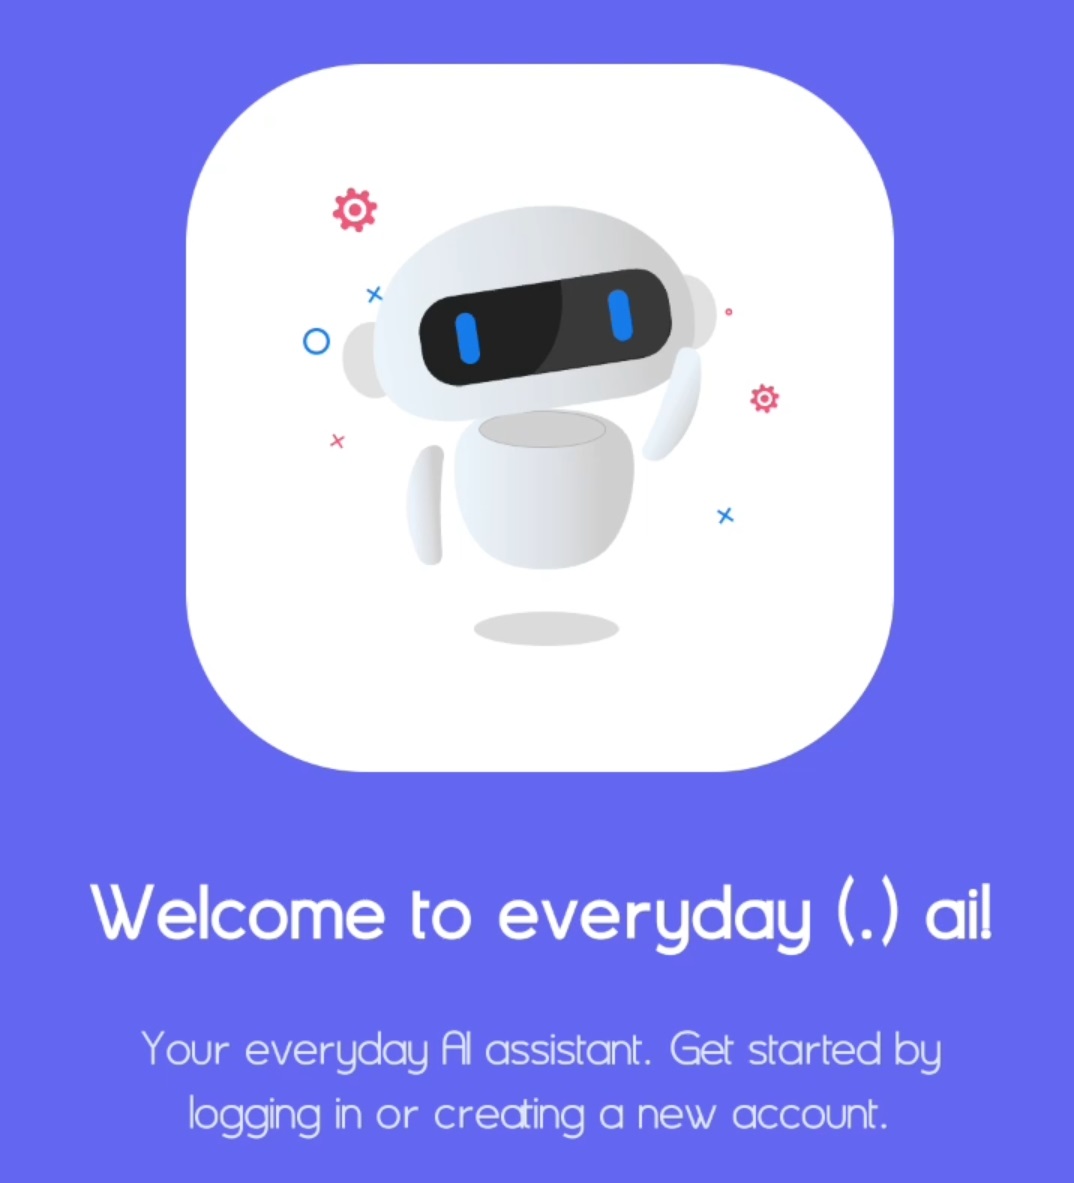 Welcome to everyday (.) ai!
Your everyday AI assistant. Get started by
logging in or creating a new account.